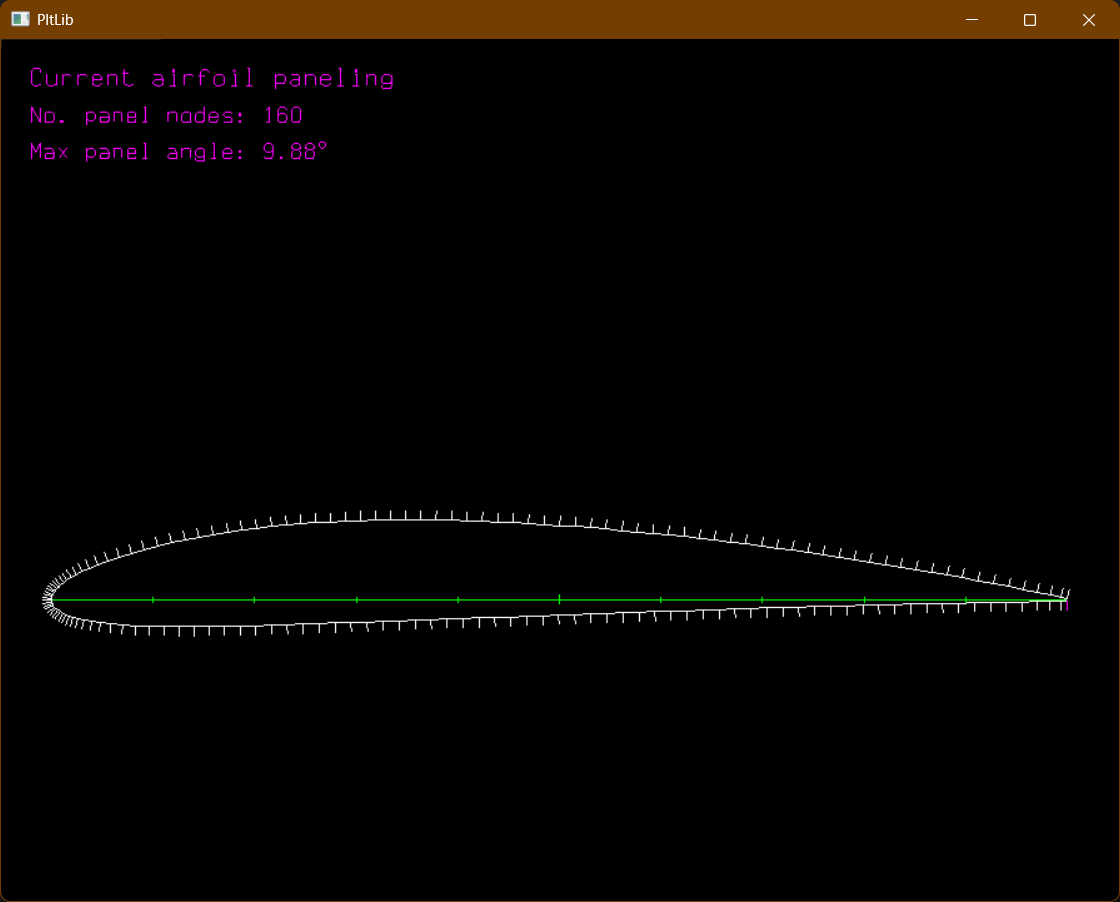 PltLib
Current airfoil paneling
No. panel nodes: 160
Max panel angle: 9.88°